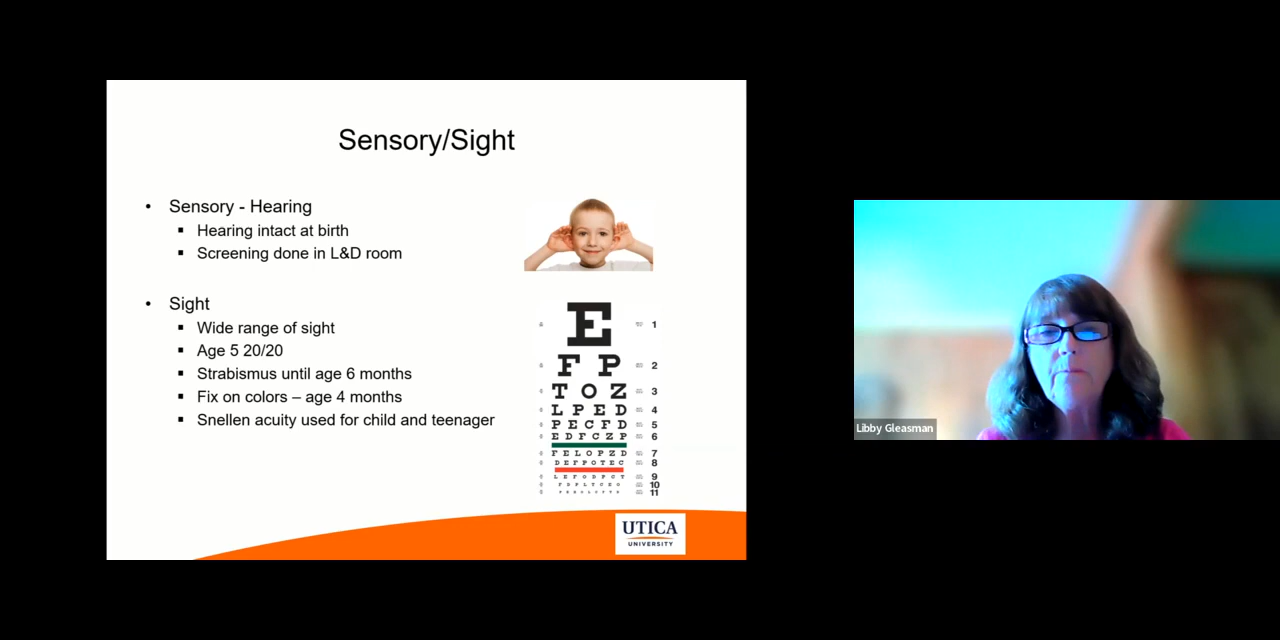 Sensory/Sight
• Sensory - Hearing
▪ Hearing intact at birth
▪ Screening done in L&D room
• Sight
▪ Wide range of sight
▪ Age 5 20/20
▪ Strabismus until age 6 months
▪ Fix on colors – age 4 months
▪ Snellen acuity used for child and teenager
E 1
F P 2
T O Z 3
L P E D 4
P E C F D 5
E D F C Z P 6
F E L O P Z D 7
D E F P O T E C 8
L E F O D P C T 9
10
11
UTICA
UNIVERSITY
Libby Gleasman